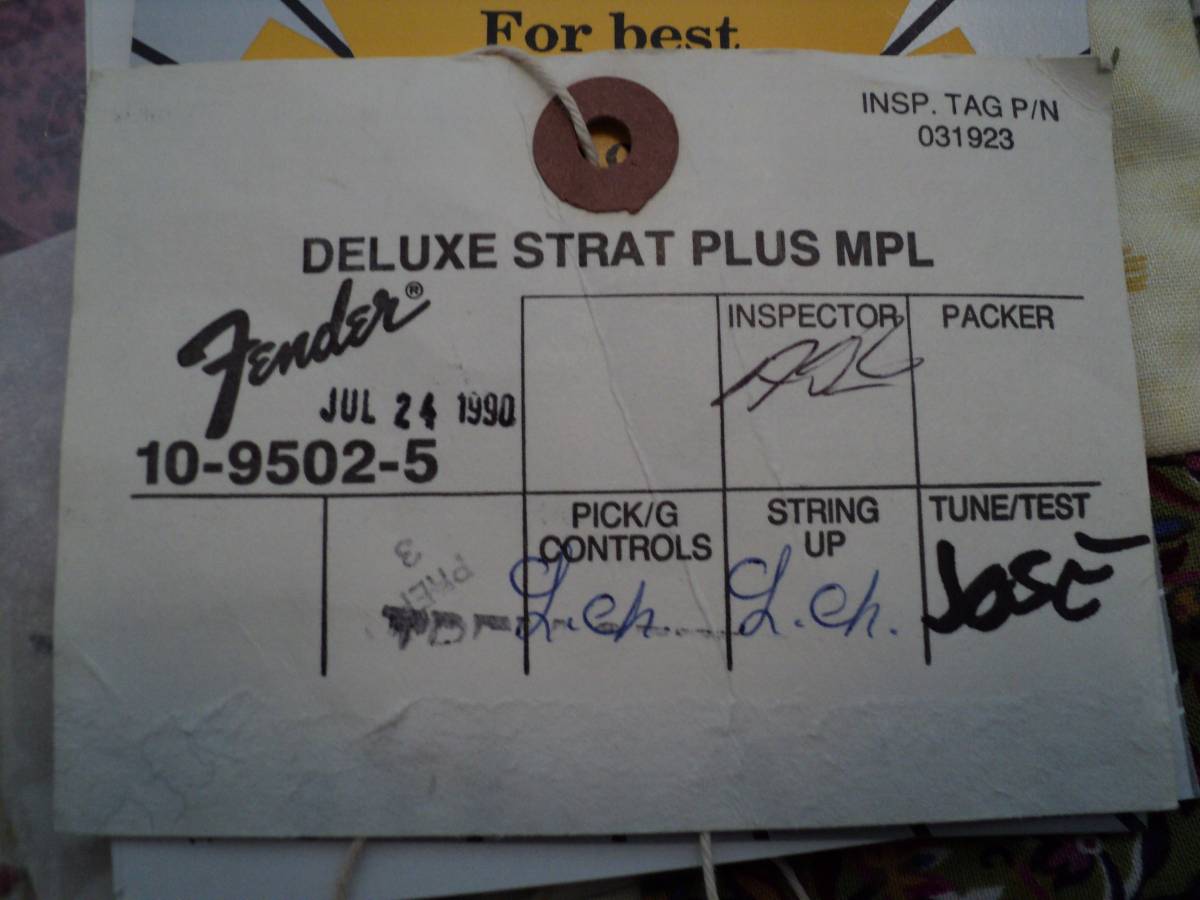 For best
INSP. TAG P/N
031923
DELUXE STRAT PLUS MPL
Fender®
JUL 24 1990
10-9502-5
INSPECTOR
PACKER
PICK/G
CONTROLS
STRING
UP
TUNE/TEST
L.ch.
L.ch.
José
3